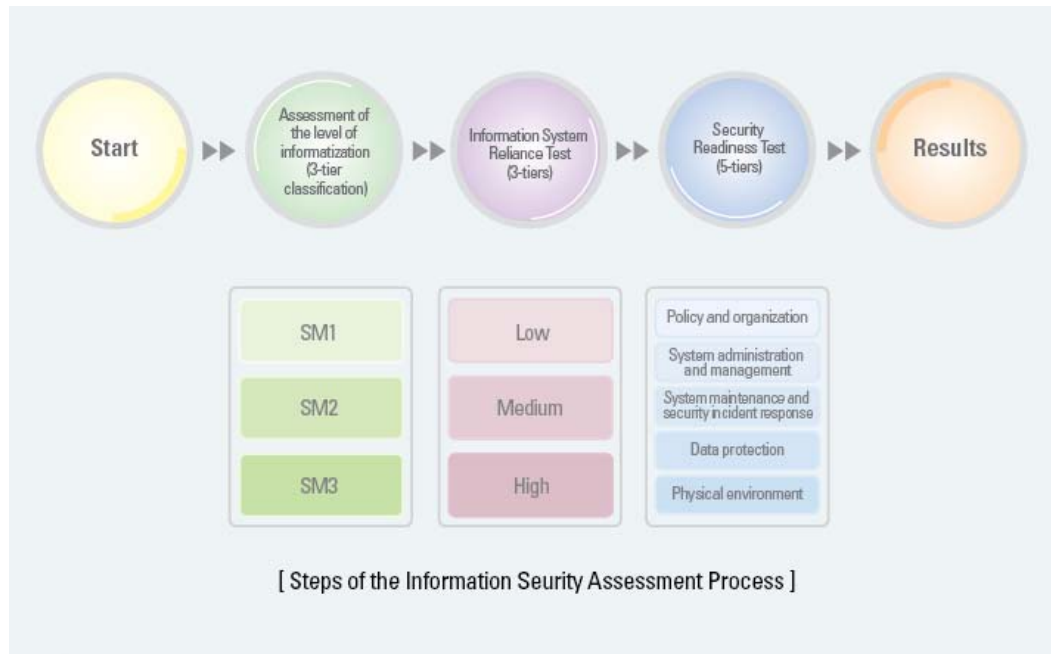 Start
Assessment of
the level of
informatization
(3-tier
classification)
Information System
Reliance Test
(3-tiers)
Security
Readiness Test
(5-tiers)
Results
SM1
SM2
SM3
Low
Medium
High
Policy and organization
System administration
and management
System maintenance and
security incident response
Data protection
Physical environment
[ Steps of the Information Seurity Assessment Process ]